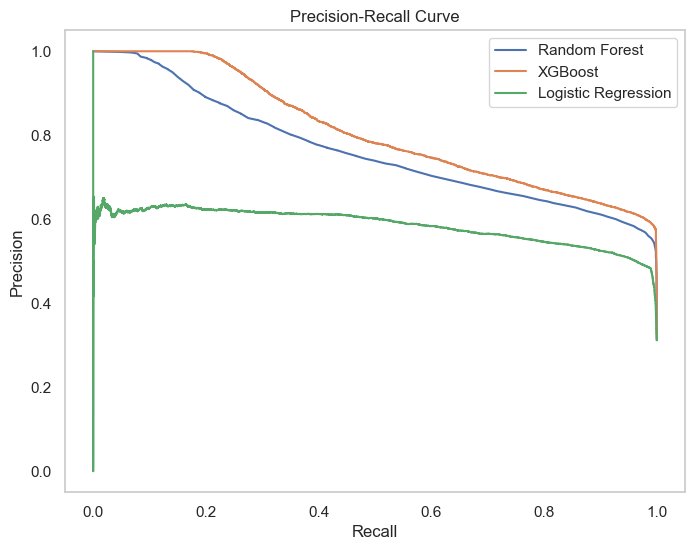 Precision-Recall Curve
Random Forest
XGBoost
Logistic Regression
Precision
1.0
0.8
0.6
0.4
0.2
0.0
0.0 0.2 0.4 0.6 0.8 1.0
Recall